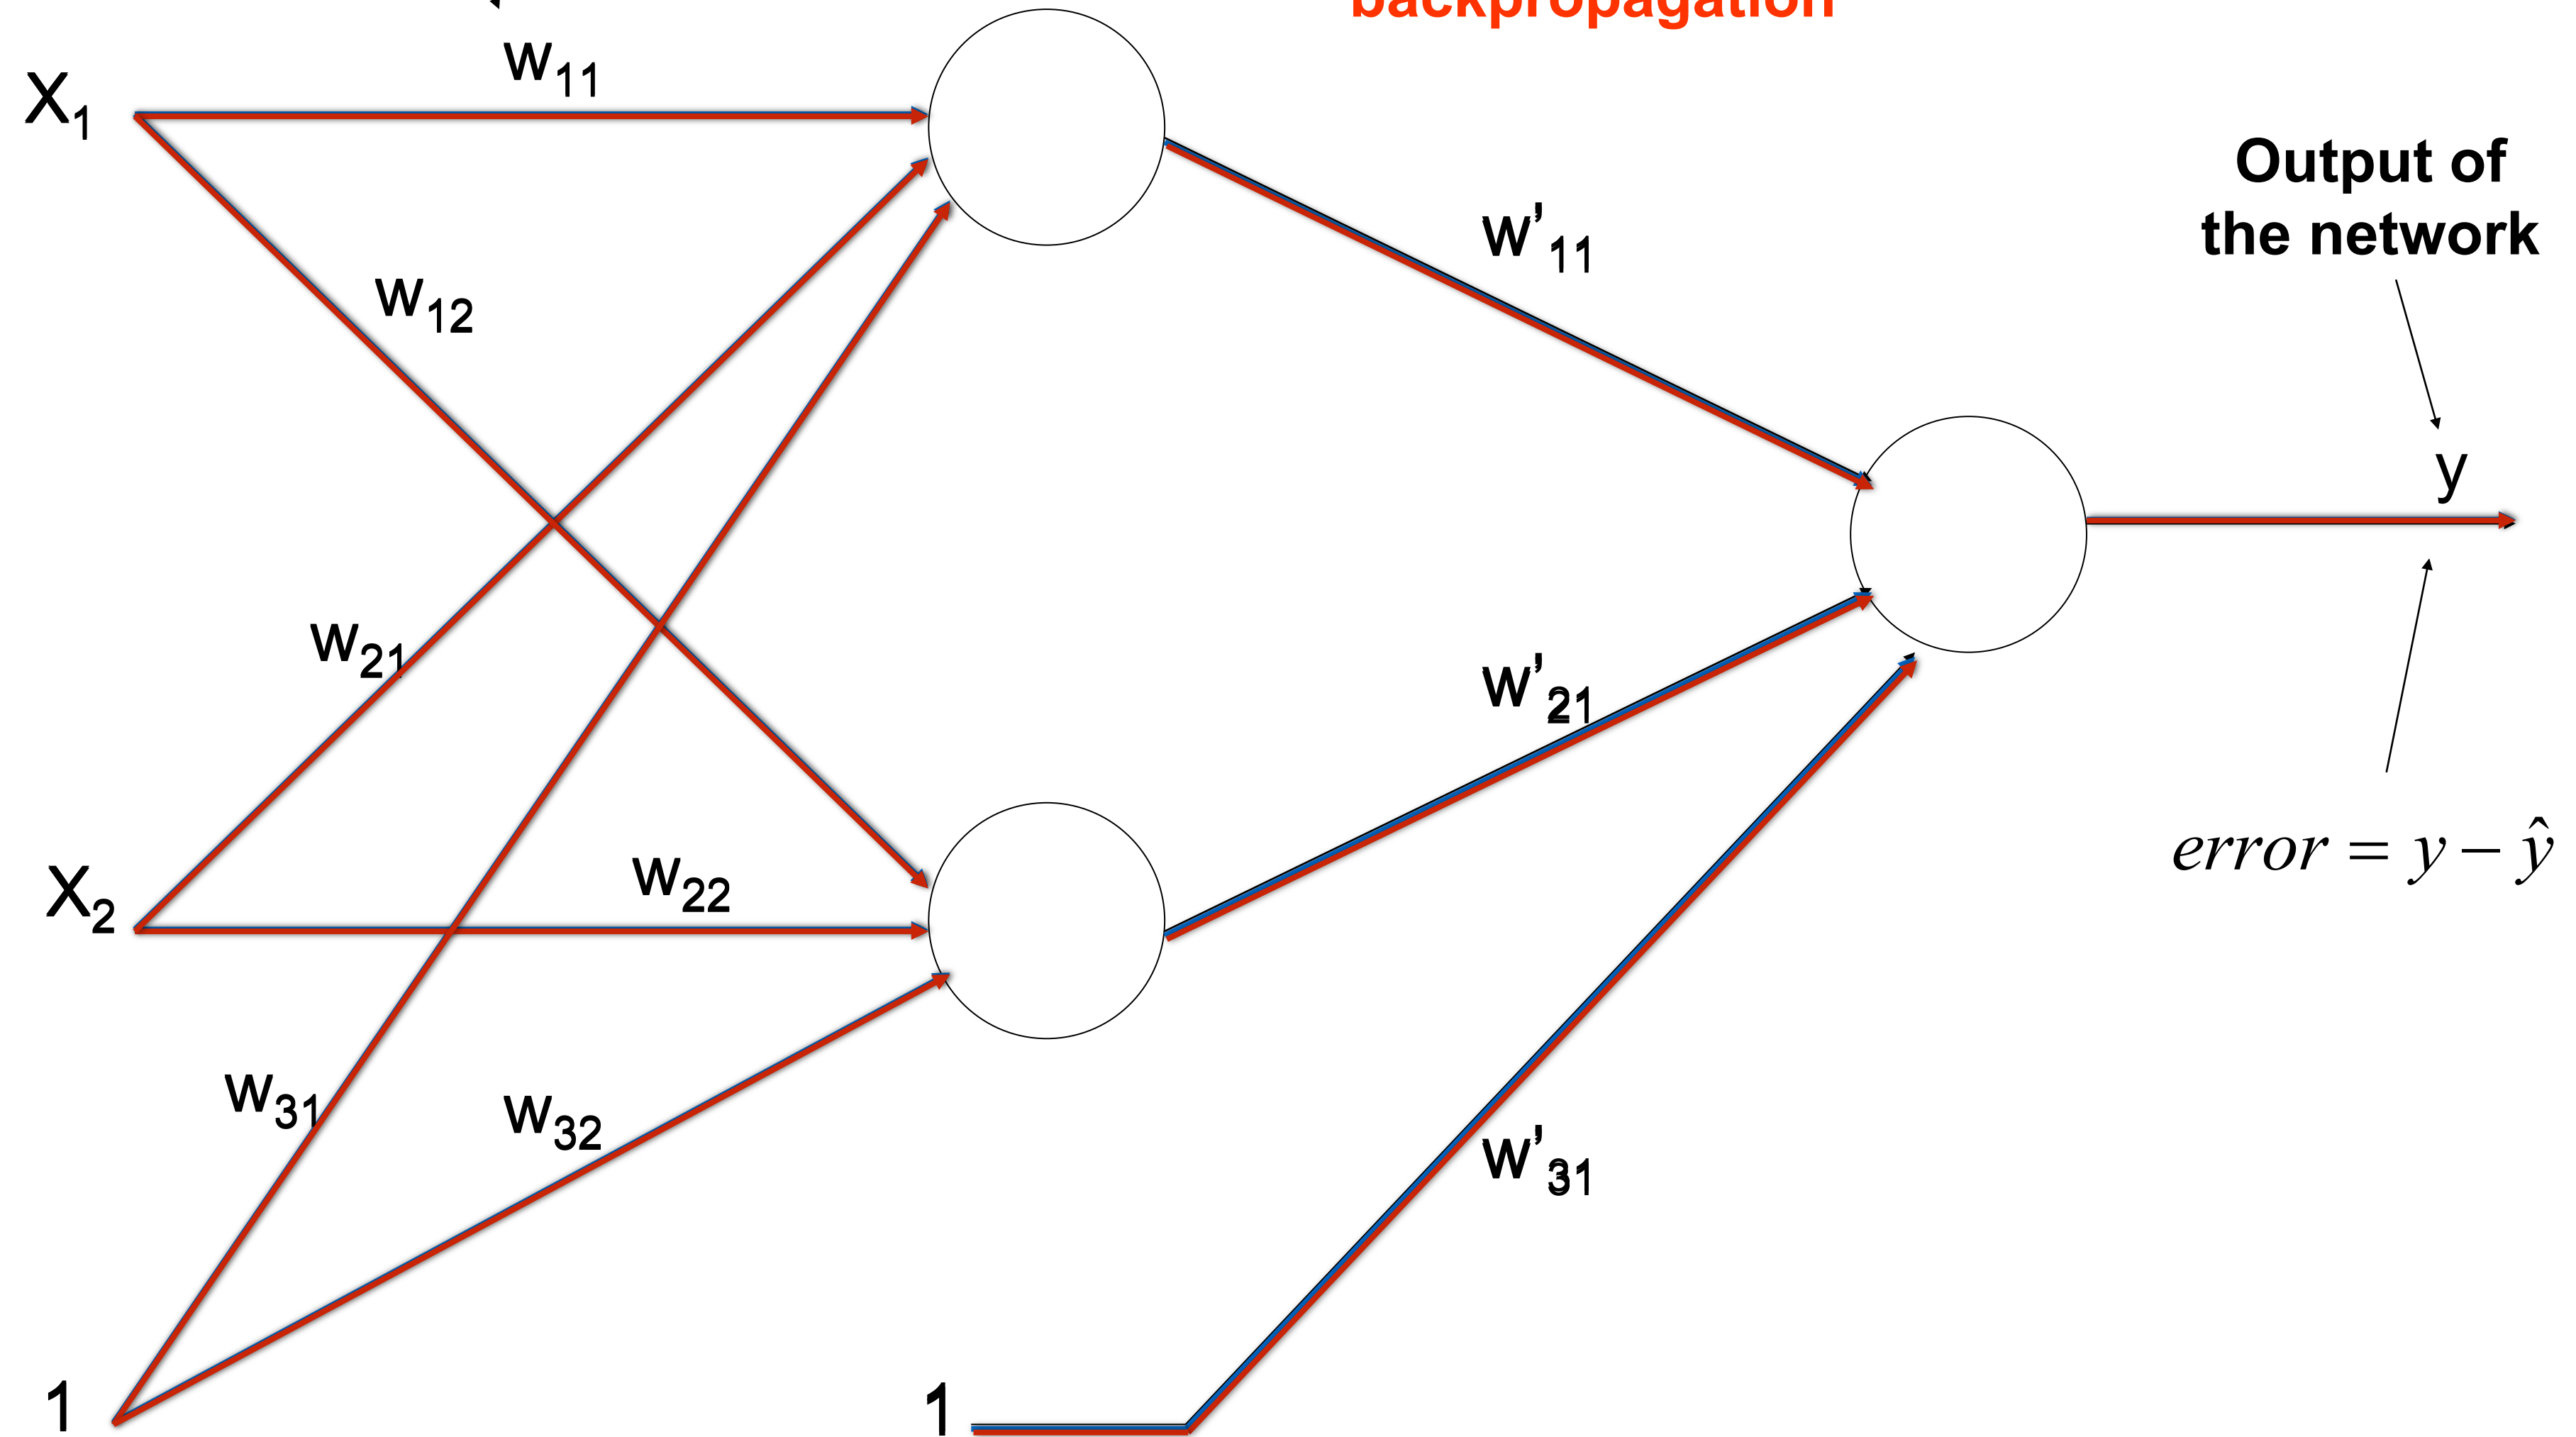 backpropagation
w11
X1
Output of
the network
w'11
w12
y
w21
w'21
error = y − ŷ
w22
X2
w31
w32
w'31
1
1